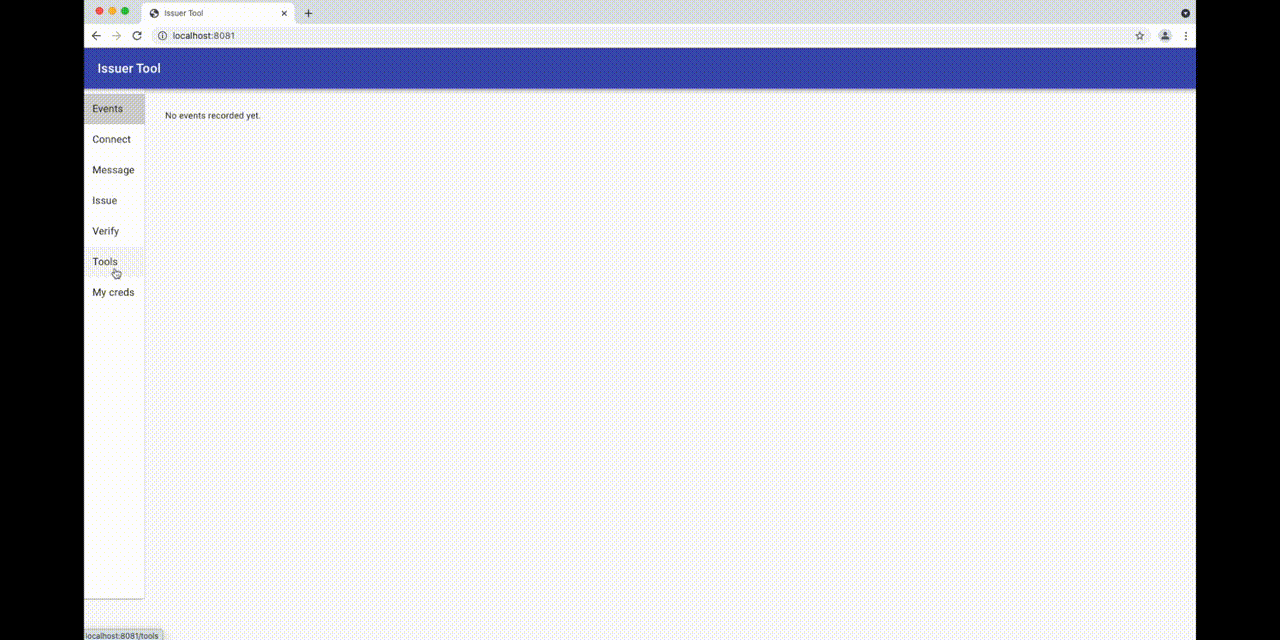 Issuer Tool
localhost:8081
Issuer Tool
Events
No events recorded yet.
Connect
Message
Issue
Verify
Tools
My creds
localhost:8081/tools